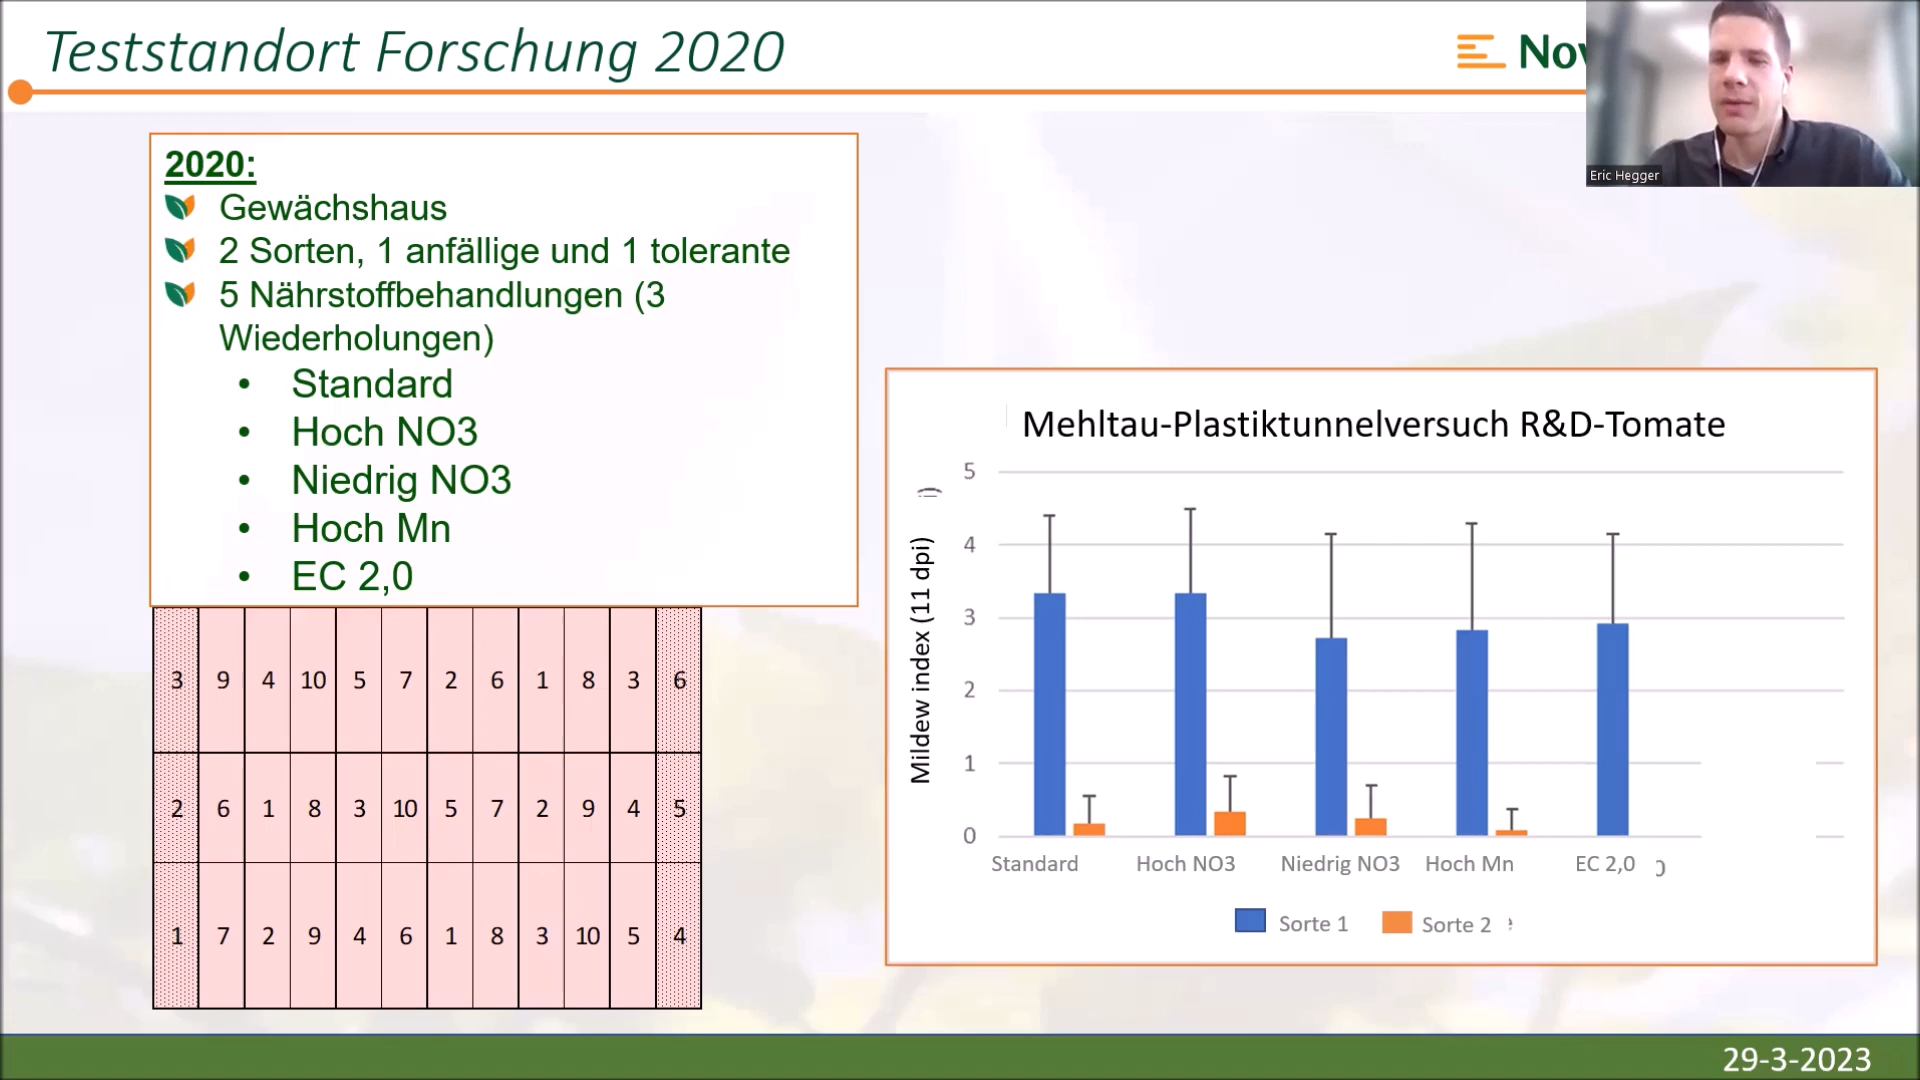 Teststandort Forschung 2020
Eric Hegger
2020:
Gewächshaus
2 Sorten, 1 anfällige und 1 tolerante
5 Nährstoffbehandlungen (3
Wiederholungen)
• Standard
• Hoch NO3
• Niedrig NO3
• Hoch Mn
• EC 2,0
3 9 4 10 5 7 2 6 1 8 3 6
2 6 1 8 3 10 5 7 2 9 4 5
1 7 2 9 4 6 1 8 3 10 5 4
Mehltau-Plastiktunnelversuch R&D-Tomate
Mildew index (11 dpi)
5
4
3
2
1
0
Standard Hoch NO3 Niedrig NO3 Hoch Mn EC 2,0
Sorte 1 Sorte 2
29-3-2023